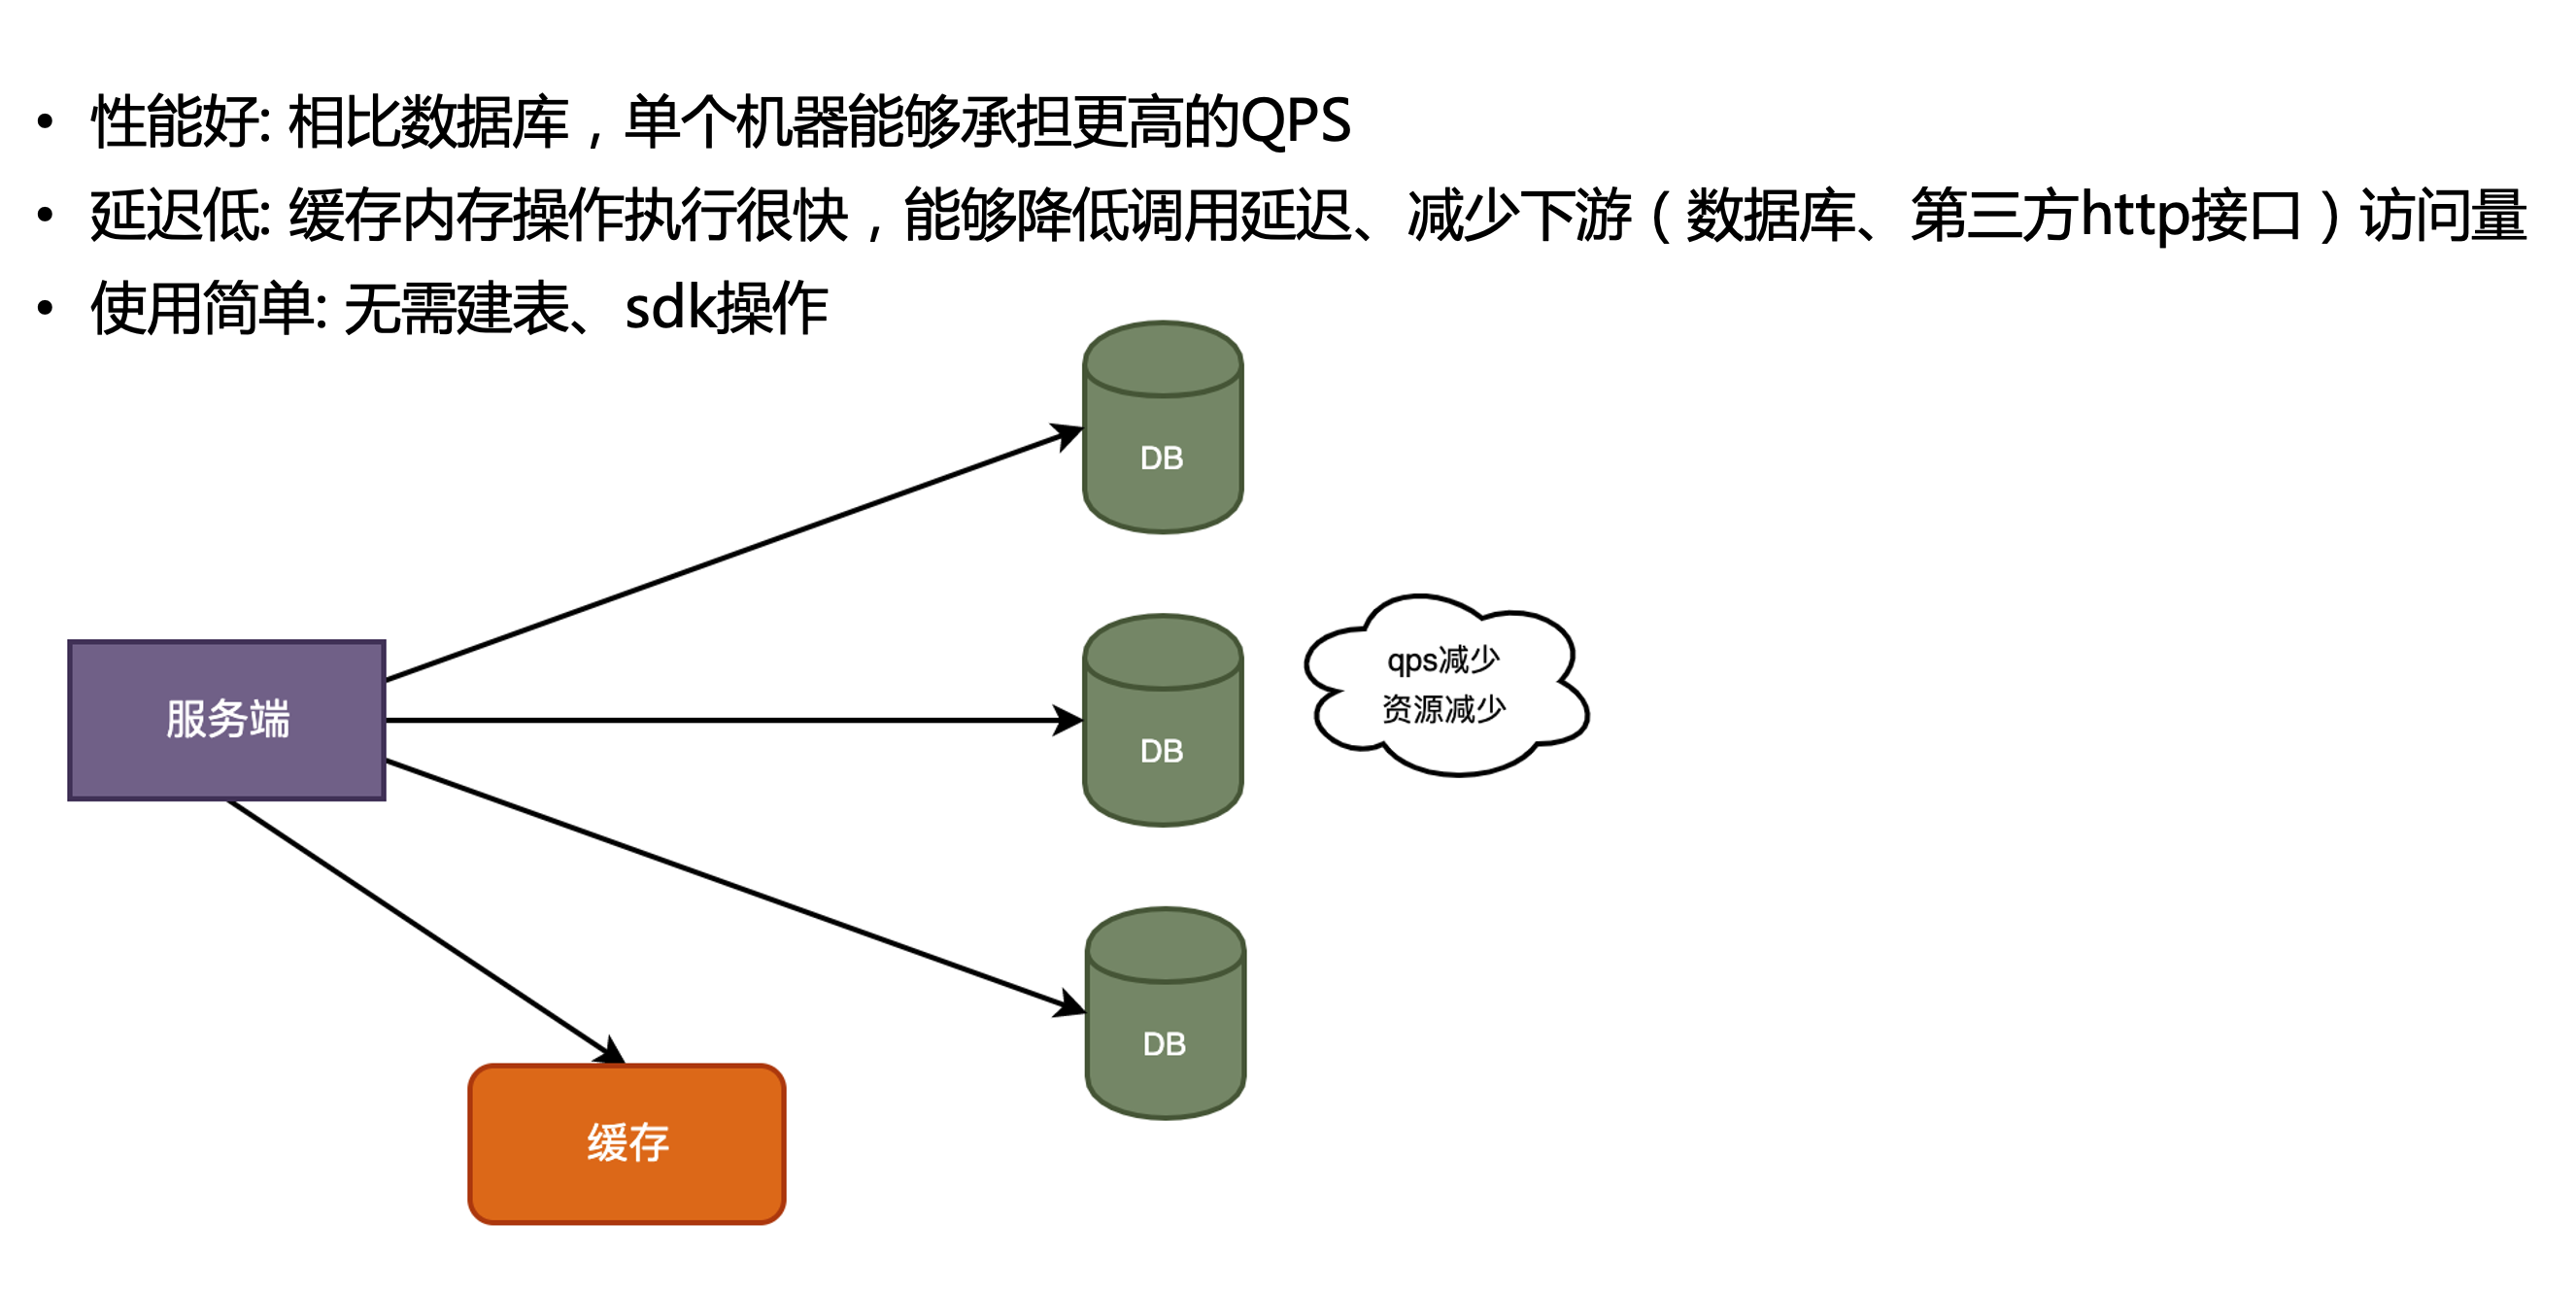 • 性能好: 相比数据库，单个机器能够承担更高的QPS
• 延迟低: 缓存内存操作执行很快，能够降低调用延迟、减少下游（数据库、第三方http接口）访问量
• 使用简单: 无需建表、sdk操作
DB
qps减少
资源减少
服务端
DB
DB
缓存